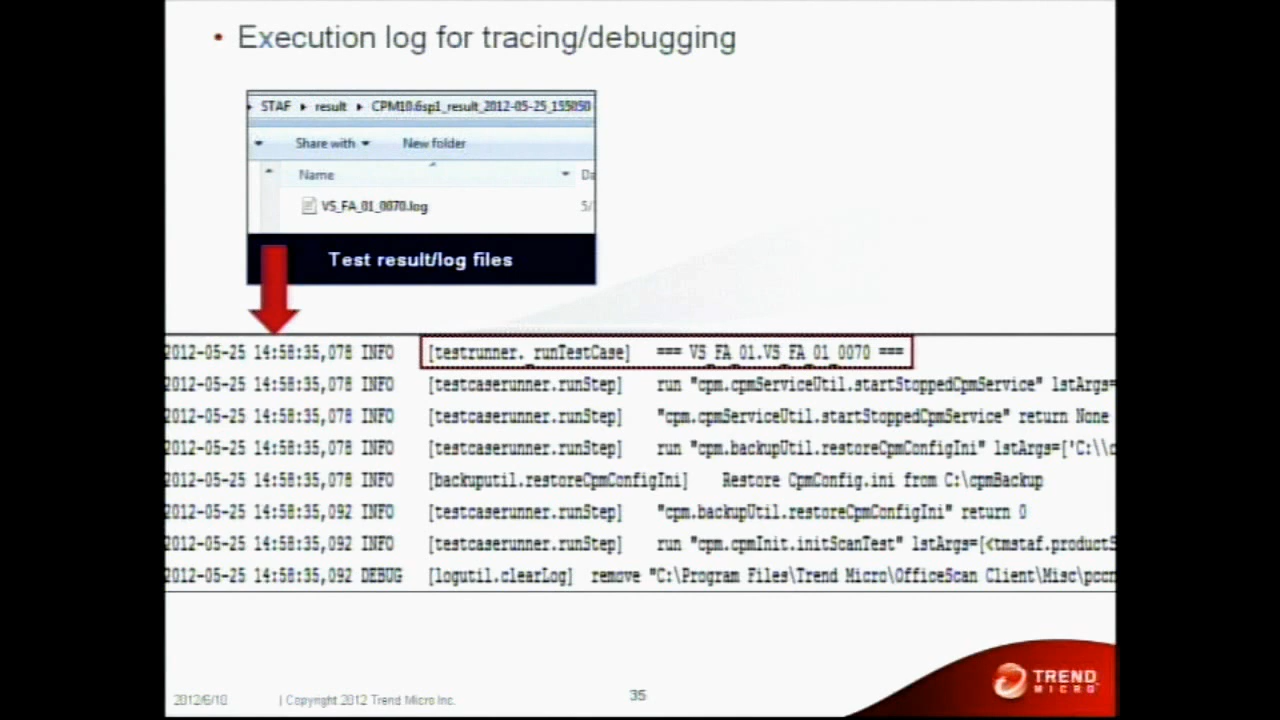 • Execution log for tracing/debugging
STAF ▸ result ▸ CPM10.6sp1_result_2012-05-25_155050
Share with New folder
Name Da
VS_FA_01_0070.log 5/
Test result/log files
2012-05-25 14:58:35,078 INFO [testrunner._runTestCase] === VS_FA_01.VS_FA_01_0070 ===
2012-05-25 14:58:35,078 INFO [testcaserunner.runStep] run "cpm.cpmServiceUtil.startStoppedCpmService" lstArgs=
2012-05-25 14:58:35,078 INFO [testcaserunner.runStep] "cpm.cpmServiceUtil.startStoppedCpmService" return None
2012-05-25 14:58:35,078 INFO [testcaserunner.runStep] run "cpm.backupUtil.restoreCpmConfigIni" lstArgs=['C:\\c
2012-05-25 14:58:35,078 INFO [backuputil.restoreCpmConfigIni] Restore CpmConfig.ini from C:\cpmBackup
2012-05-25 14:58:35,092 INFO [testcaserunner.runStep] "cpm.backupUtil.restoreCpmConfigIni" return 0
2012-05-25 14:58:35,092 INFO [testcaserunner.runStep] run "cpm.cpmInit.initScanTest" lstArgs=[<tmstaf.productS
2012-05-25 14:58:35,092 DEBUG [logutil.clearLog] remove "C:\Program Files\Trend Micro\OfficeScan Client\Misc\pccn
TREND
MICRO
2012/6/10 | Copyright 2012 Trend Micro Inc. 35